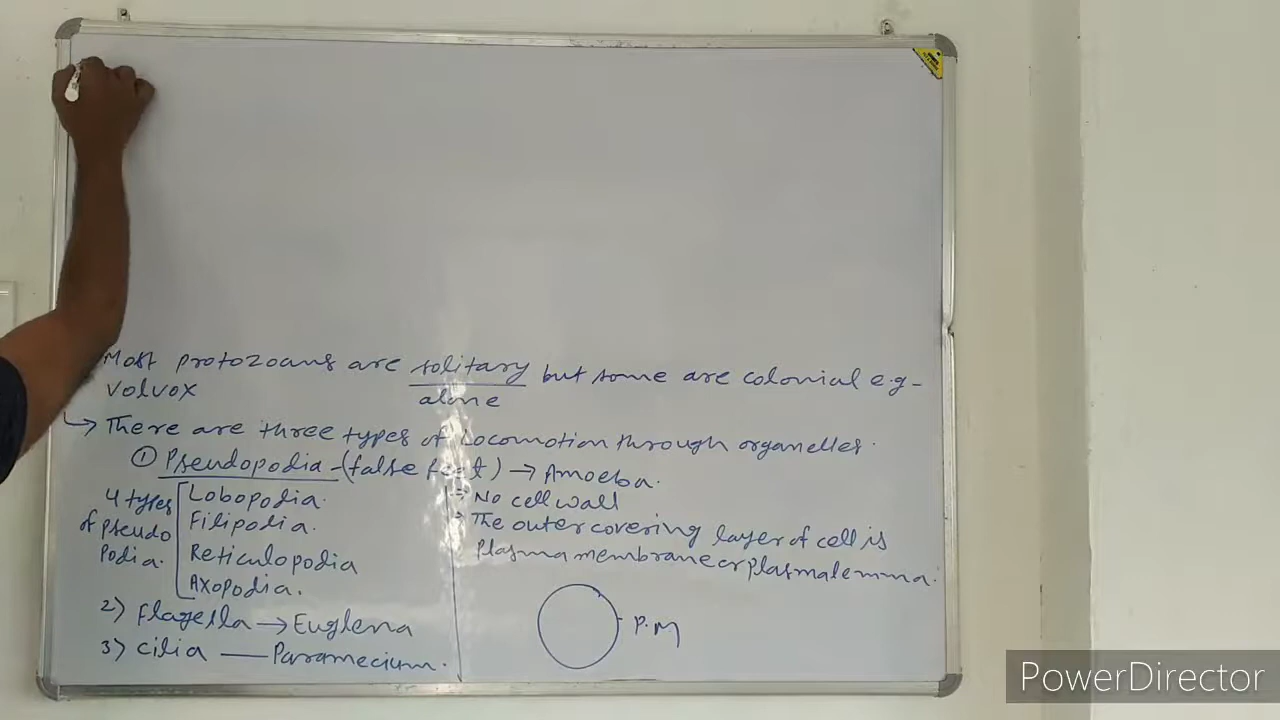 Most protozoans are solitary but some are colonial e.g-
volvox
alone
→ There are three types of Locomotion through organelles.
① Pseudopodia - (false feet) → Amoeba.
4 types
of pseudo
podia.
Lobopodia.
Filipodia.
Reticulopodia
Axopodia.
2) Flagella → Euglena
3) cilia — Paramecium.
No cell wall
The outer covering layer of cell is
plasma membrane or plasmalemma.
P.M
PowerDirector